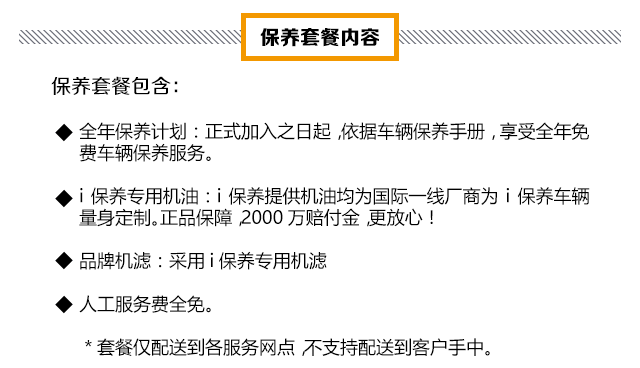 保养套餐内容
保养套餐包含：
◆ 全年保养计划：正式加入之日起，依据车辆保养手册，享受全年免
费车辆保养服务。
◆ i 保养专用机油：i 保养提供机油均为国际一线厂商为 i 保养车辆
量身定制。正品保障，2000 万赔付金，更放心！
◆ 品牌机滤：采用 i 保养专用机滤
◆ 人工服务费全免。
* 套餐仅配送到各服务网点，不支持配送到客户手中。